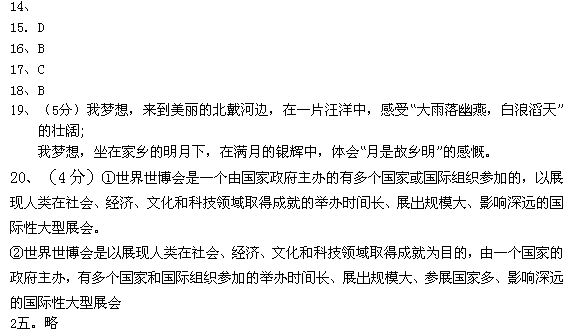 14、
15. D
16、B
17、C
18、B
19、（5分）我梦想，来到美丽的北戴河边，在一片汪洋中，感受“大雨落幽燕，白浪滔天”
的壮阔;
我梦想，坐在家乡的明月下，在满月的银辉中，体会“月是故乡明”的感慨。
20、（4分）①世界世博会是一个由国家政府主办的有多个国家或国际组织参加的，以展
现人类在社会、经济、文化和科技领域取得成就的举办时间长、展出规模大、影响深远的国
际性大型展会。
②世界世博会是以展现人类在社会、经济、文化和科技领域取得成就为目的，由一个国家的
政府主办，有多个国家和国际组织参加的举办时间长、展出规模大、参展国家多、影响深远
的国际性大型展会
2五。略